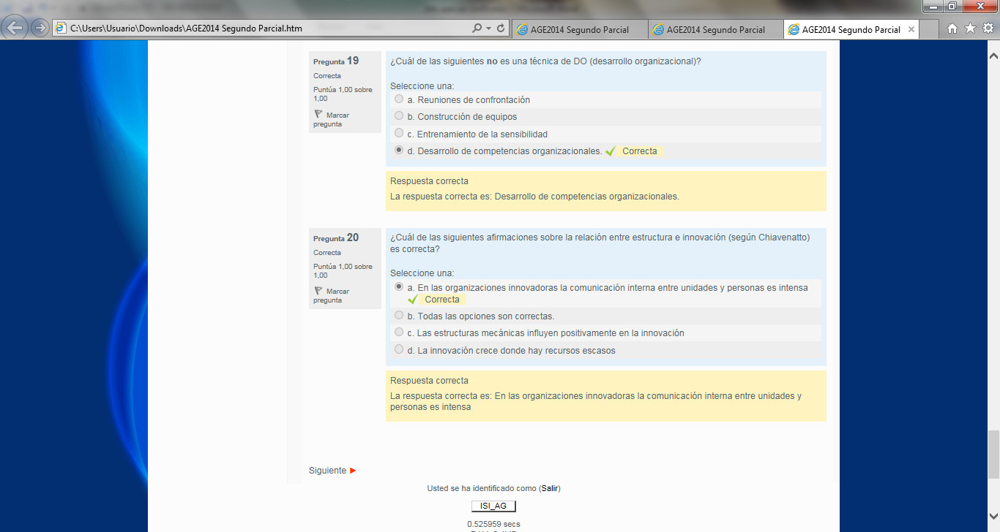 C:\Users\Usuario\Downloads\AGE2014 Segundo Parcial.htm
AGE2014 Segundo Parcial
AGE2014 Segundo Parcial
AGE2014 Segundo Parcial
Pregunta 19
Correcta
Puntúa 1,00 sobre
1,00
Marcar
pregunta
¿Cuál de las siguientes no es una técnica de DO (desarrollo organizacional)?
Seleccione una:
a. Reuniones de confrontación
b. Construcción de equipos
c. Entrenamiento de la sensibilidad
d. Desarrollo de competencias organizacionales. Correcta
Respuesta correcta
La respuesta correcta es: Desarrollo de competencias organizacionales.
Pregunta 20
Correcta
Puntúa 1,00 sobre
1,00
Marcar
pregunta
¿Cuál de las siguientes afirmaciones sobre la relación entre estructura e innovación (según Chiavenatto)
es correcta?
Seleccione una:
a. En las organizaciones innovadoras la comunicación interna entre unidades y personas es intensa
Correcta
b. Todas las opciones son correctas.
c. Las estructuras mecánicas influyen positivamente en la innovación
d. La innovación crece donde hay recursos escasos
Respuesta correcta
La respuesta correcta es: En las organizaciones innovadoras la comunicación interna entre unidades y
personas es intensa
Siguiente
Usted se ha identificado como (Salir)
ISI_AG
0.525959 secs